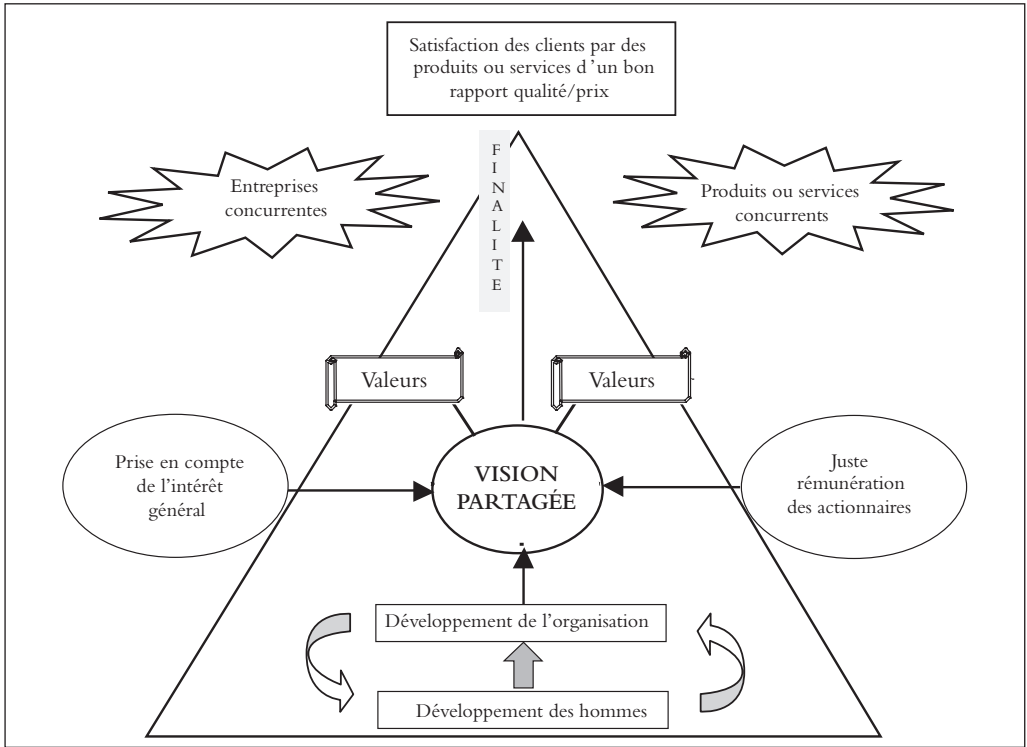 Satisfaction des clients par des
produits ou services d’un bon
rapport qualité/prix
FINALITE
Entreprises
concurrentes
Produits ou services
concurrents
Valeurs
Valeurs
Prise en compte
de l’intérêt
général
VISION
PARTAGÉE
Juste
rémunération
des actionnaires
Développement de l’organisation
Développement des hommes